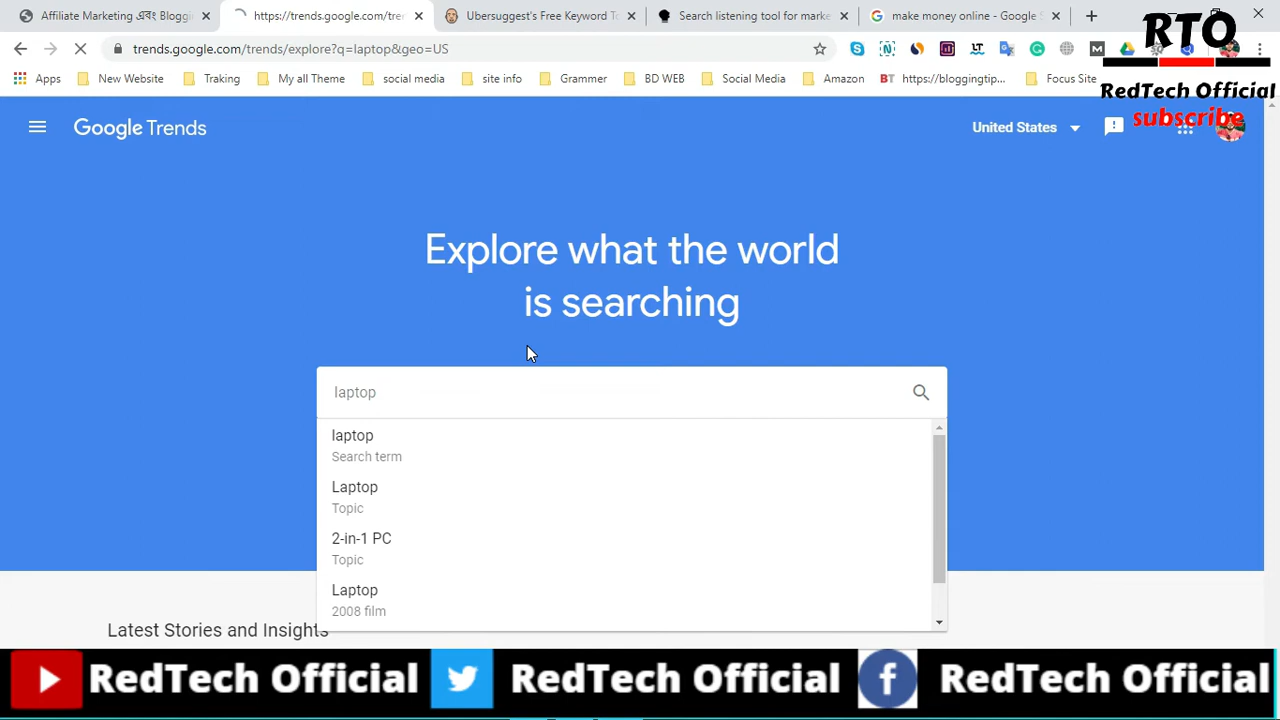 Affiliate Marketing এবং Bloggin
https://trends.google.com/tre
Ubersuggest's Free Keyword T
Search listening tool for marke
make money online - Google S
RTO
trends.google.com/trends/explore?q=laptop&geo=US
Apps
New Website
Traking
My all Theme
social media
site info
Grammer
BD WEB
Social Media
Amazon
BT https://bloggingtip...
Focus Site
RedTech Official
subscribe
Google Trends
United States
Explore what the world
is searching
laptop
laptop
Search term
Laptop
Topic
2-in-1 PC
Topic
Laptop
2008 film
Latest Stories and Insights
RedTech Official
RedTech Official
RedTech Official